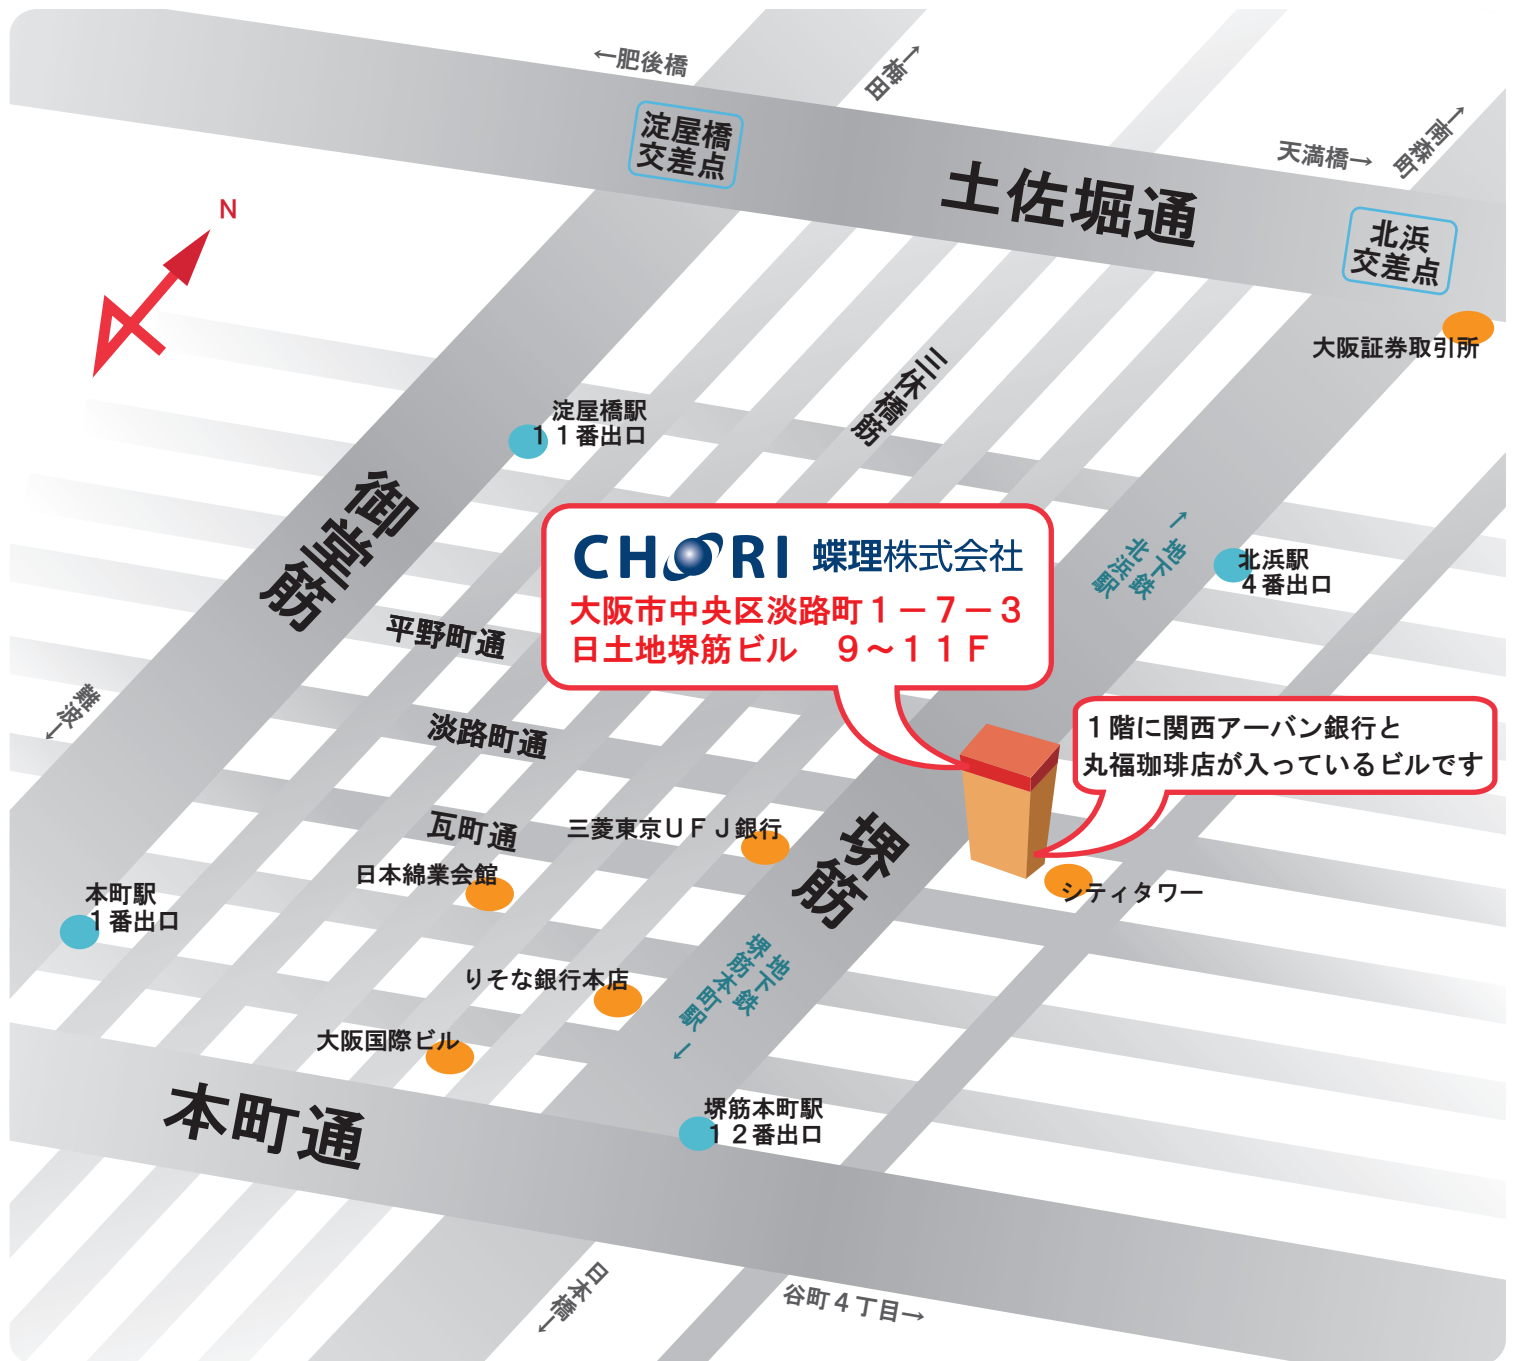 ←肥後橋
梅田→
南森町→
天満橋→
淀屋橋
交差点
土佐堀通
北浜
交差点
N
大阪証券取引所
三休橋筋
淀屋橋駅
１１番出口
御堂筋
CHORI 蝶理株式会社
大阪市中央区淡路町１－７－３
日土地堺筋ビル　９～１１Ｆ
地下鉄
北浜駅
→
北浜駅
４番出口
平野町通
難波
←
淡路町通
１階に関西アーバン銀行と
丸福珈琲店が入っているビルです
瓦町通
三菱東京ＵＦＪ銀行
堺筋
日本綿業会館
シティタワー
本町駅
１番出口
りそな銀行本店
地下鉄
堺筋本町駅
←
大阪国際ビル
本町通
堺筋本町駅
１２番出口
日本橋
←
谷町４丁目→